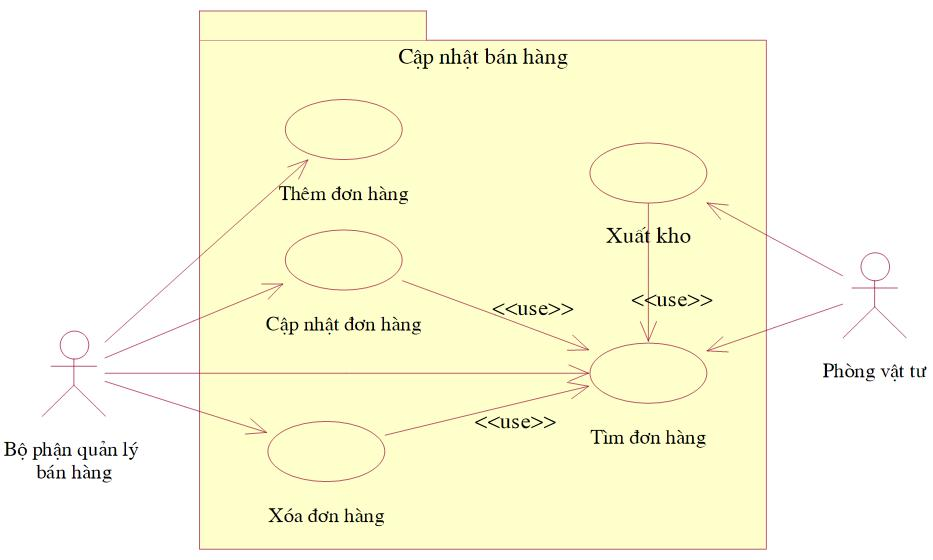 Cập nhật bán hàng
Thêm đơn hàng
Xuất kho
<<use>>
<<use>>
Cập nhật đơn hàng
Phòng vật tư
<<use>>
Tìm đơn hàng
Bộ phận quản lý
bán hàng
Xóa đơn hàng